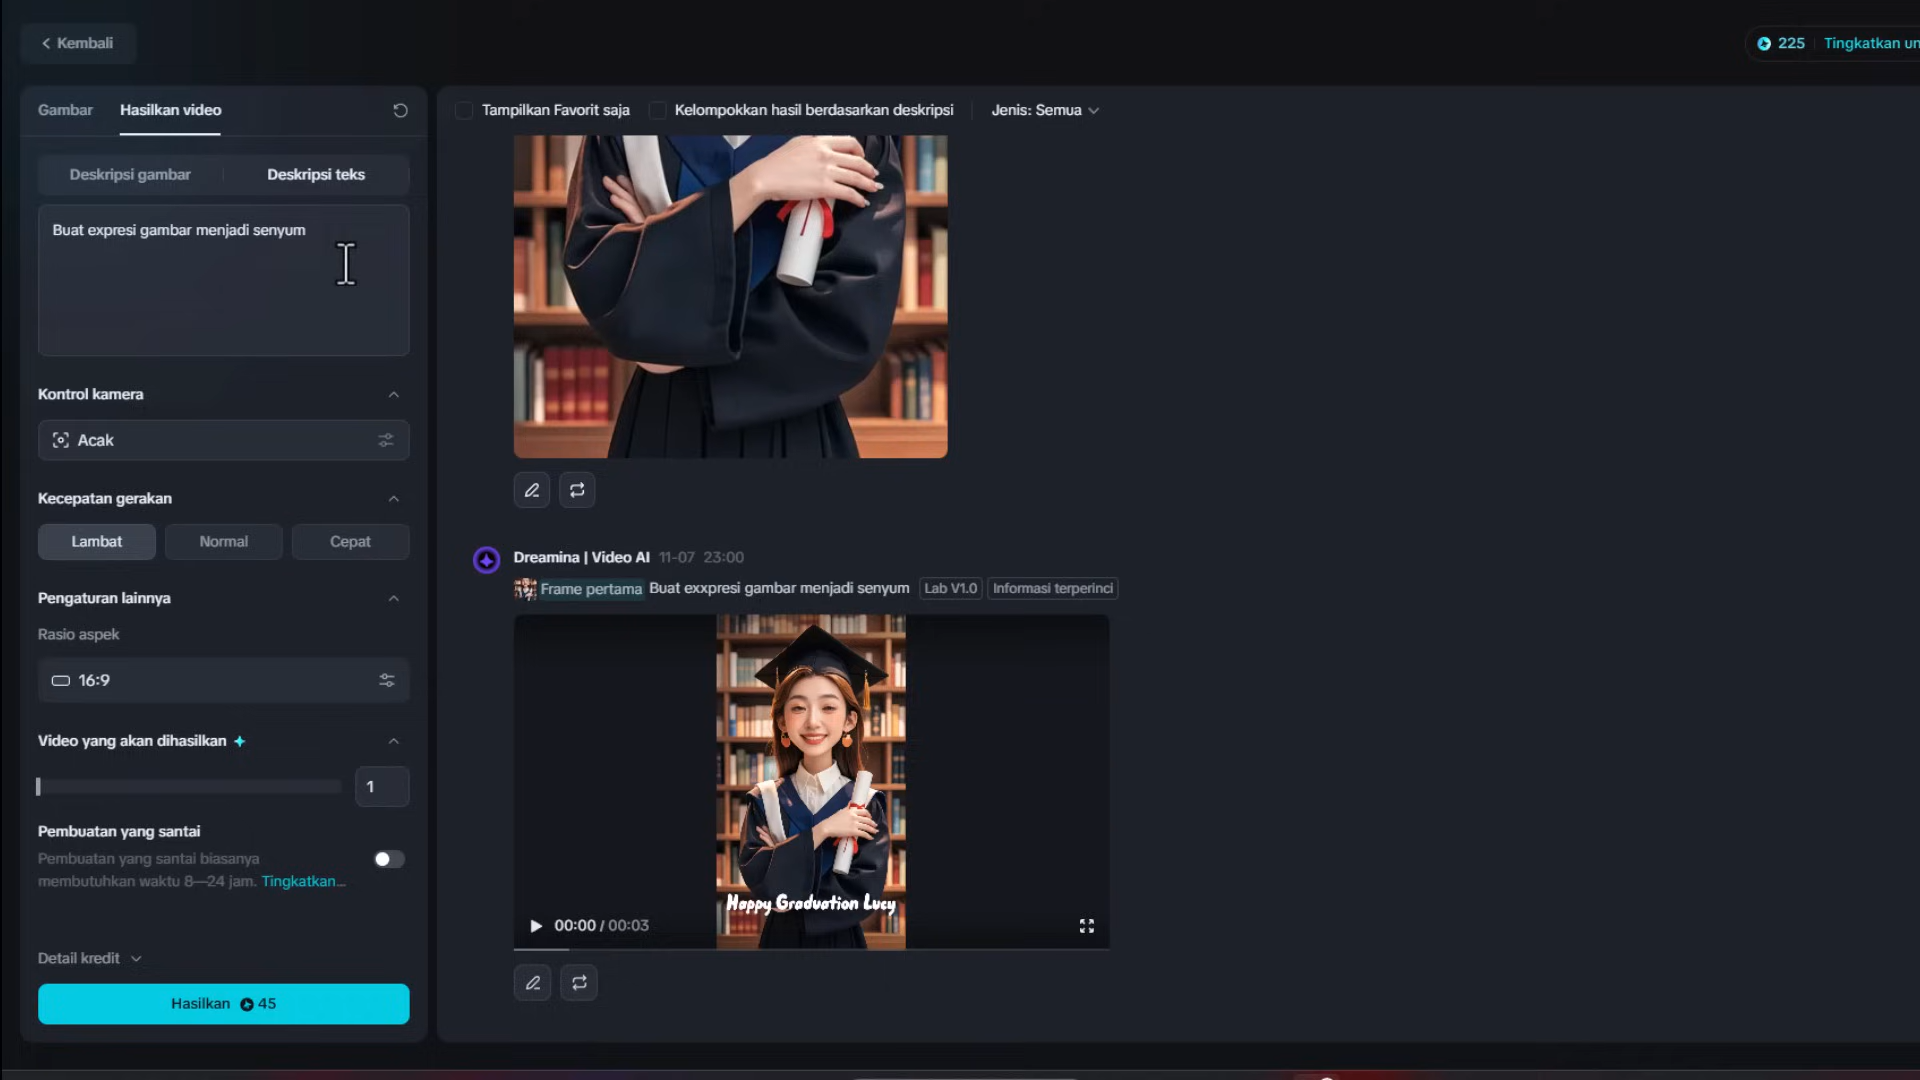 Kembali
225
Tingkatkan un
Gambar
Hasilkan video
Tampilkan Favorit saja
Kelompokkan hasil berdasarkan deskripsi
Jenis: Semua
Deskripsi gambar
Deskripsi teks
Buat expresi gambar menjadi senyum
Kontrol kamera
Acak
Kecepatan gerakan
Lambat
Normal
Cepat
Pengaturan lainnya
Rasio aspek
16:9
Video yang akan dihasilkan
1
Pembuatan yang santai
Pembuatan yang santai biasanya
membutuhkan waktu 8—24 jam. Tingkatkan...
Detail kredit
Hasilkan 45
Dreamina | Video AI 11-07 23:00
Frame pertama Buat exxpresi gambar menjadi senyum Lab V1.0 Informasi terperinci
Happy Graduation Lucy
00:00 / 00:03